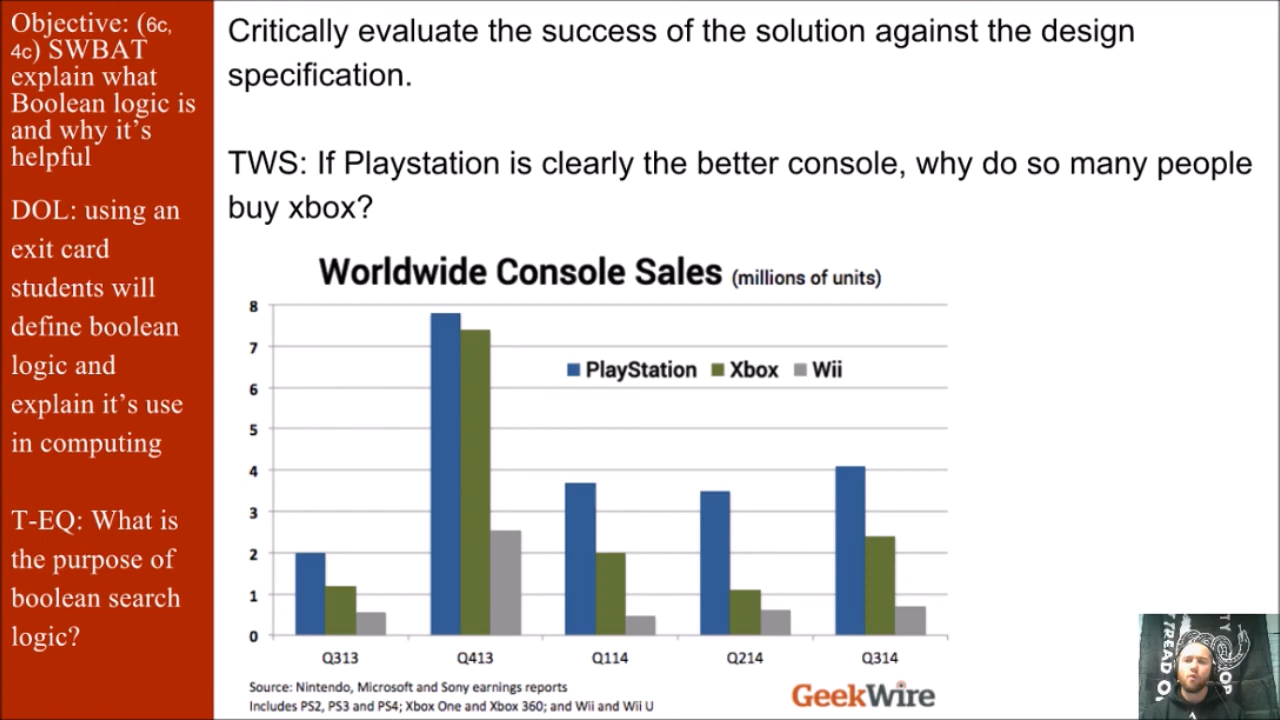 Objective: (6c,
4c) SWBAT
explain what
Boolean logic is
and why it's
helpful
DOL: using an
exit card
students will
define boolean
logic and
explain it's use
in computing
T-EQ: What is
the purpose of
boolean search
logic?
Critically evaluate the success of the solution against the design
specification.
TWS: If Playstation is clearly the better console, why do so many people
buy xbox?
Worldwide Console Sales (millions of units)
8
7
6
5
4
3
2
1
0
PlayStation Xbox Wii
Q313 Q413 Q114 Q214 Q314
Source: Nintendo, Microsoft and Sony earnings reports
Includes PS2, PS3 and PS4; Xbox One and Xbox 360; and Wii and Wii U
GeekWire
TREAD